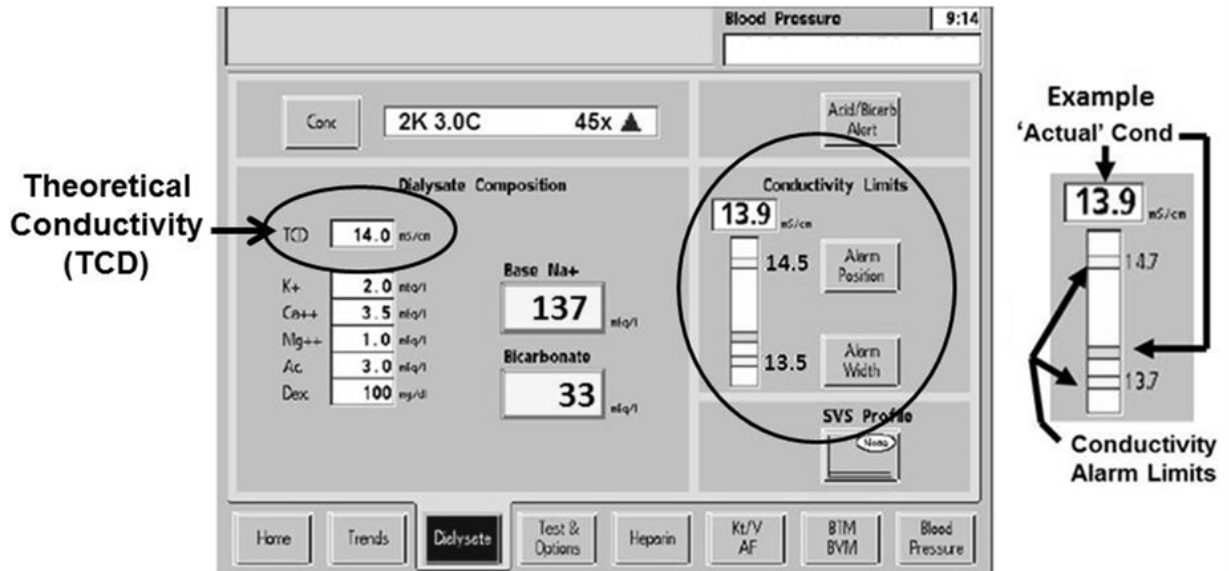 Blood Pressure 9:14
Conc 2K 3.0C 45x
Acid/Bicarb
Alert
Theoretical
Conductivity
(TCD)
Dialysate Composition
TCD 14.0 mS/cm
K+ 2.0 mEq/l
Ca++ 3.5 mEq/l
Mg++ 1.0 mEq/l
Ac. 3.0 mEq/l
Dex. 100 mg/dl
Base Na+
137 mEq/l
Bicarbonate
33 mEq/l
Conductivity Limits
13.9 mS/cm
14.5
Alarm
Position
13.5
Alarm
Width
SVS Profile
None
Home
Trends
Dialysate
Test &
Options
Heparin
Kt/V
AF
BTM
BVM
Blood
Pressure
Example
‘Actual’ Cond
13.9 mS/cm
14.7
13.7
Conductivity
Alarm Limits